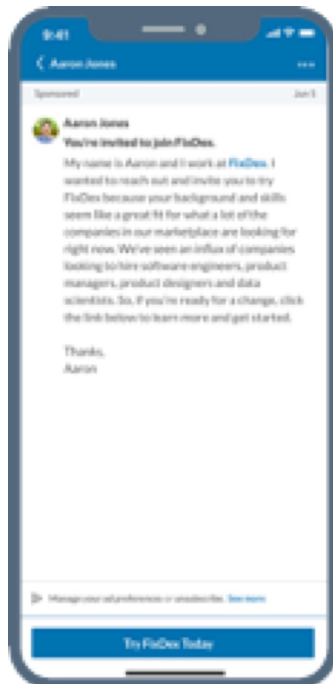 9:41
Aaron Jones
Sponsored Jun 5
Aaron Jones
You're invited to join FixDex.
My name is Aaron and I work at FixDex. I
wanted to reach out and invite you to try
FixDex because your background and skills
seem like a great fit for what a lot of the
companies in our marketplace are looking for
right now. We've seen an influx of companies
looking to hire software engineers, product
managers, product designers and data
scientists. So, if you're ready for a change, click
the link below to learn more and get started.
Thanks,
Aaron
Manage your ad preferences or unsubscribe. See more
Try FixDex Today